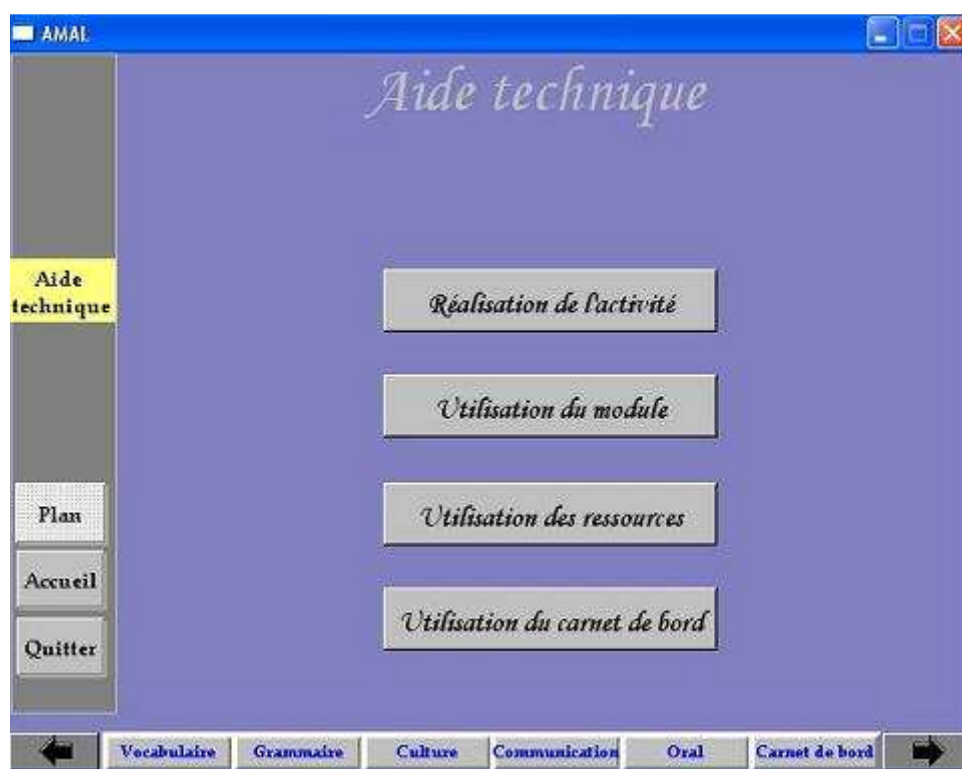 AMAL
Aide technique
Aide
technique
Réalisation de l'activité
Utilisation du module
Utilisation des ressources
Utilisation du carnet de bord
Plan
Accueil
Quitter
Vocabulaire Grammaire Culture Communication Oral Carnet de bord